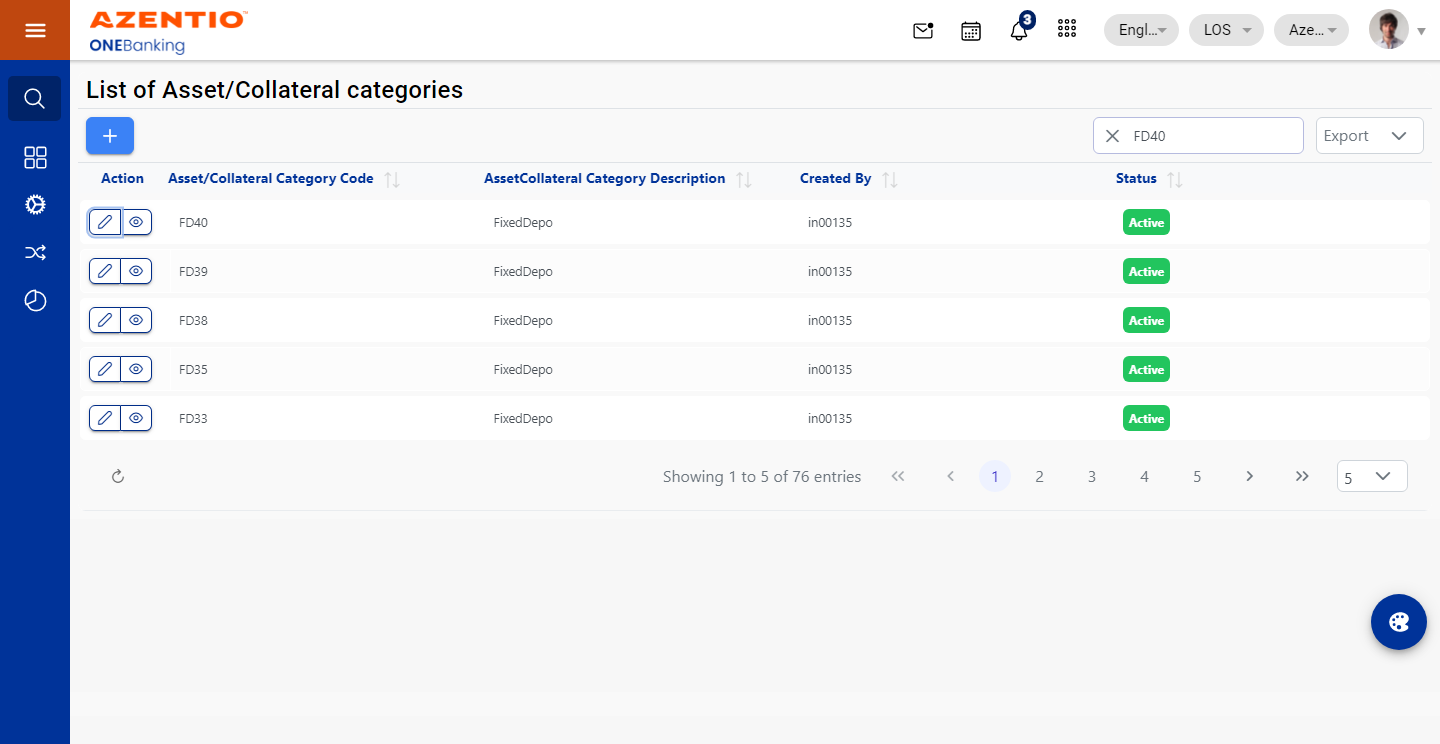 AZENTIO™
ONEBanking
3
Engl...
LOS
Aze...
List of Asset/Collateral categories
+
FD40
Export
Action Asset/Collateral Category Code AssetCollateral Category Description Created By Status
FD40 FixedDepo in00135 Active
FD39 FixedDepo in00135 Active
FD38 FixedDepo in00135 Active
FD35 FixedDepo in00135 Active
FD33 FixedDepo in00135 Active
Showing 1 to 5 of 76 entries 1 2 3 4 5 5